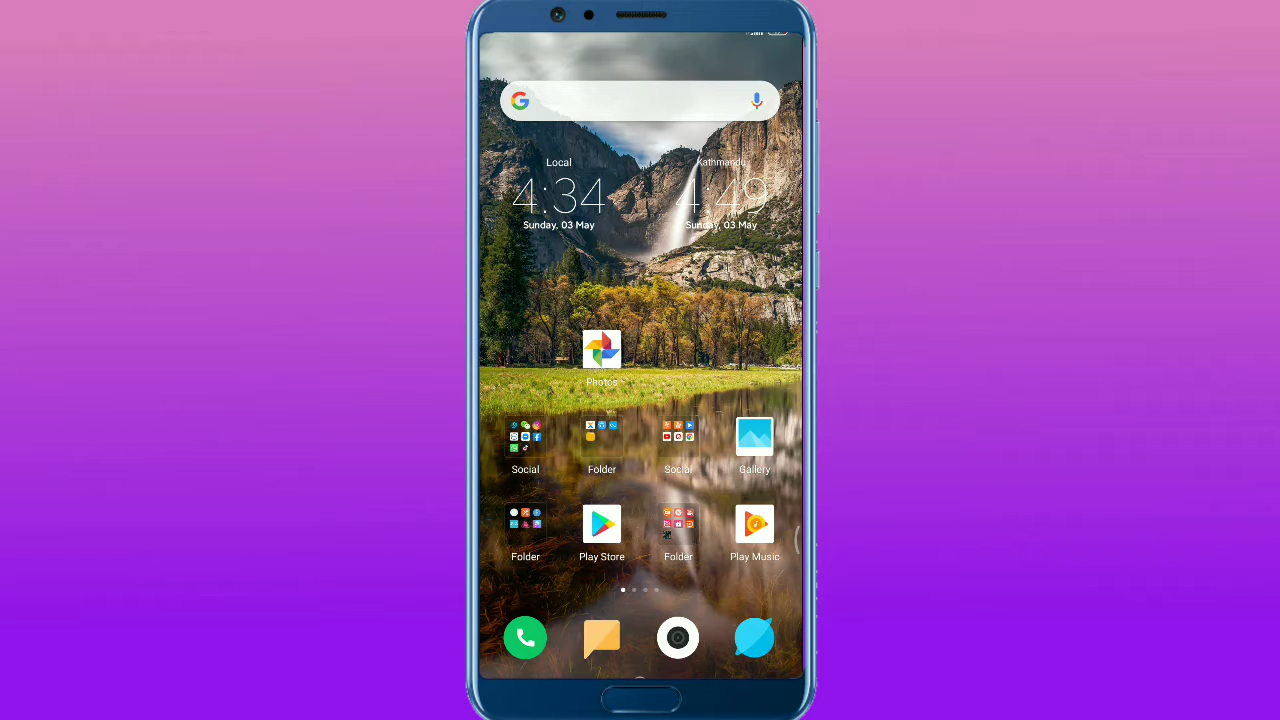 Local
Kathmandu
4:34
4:49
Sunday, 03 May
Sunday, 03 May
Photos
Social
Folder
Social
Gallery
Folder
Play Store
Folder
Play Music